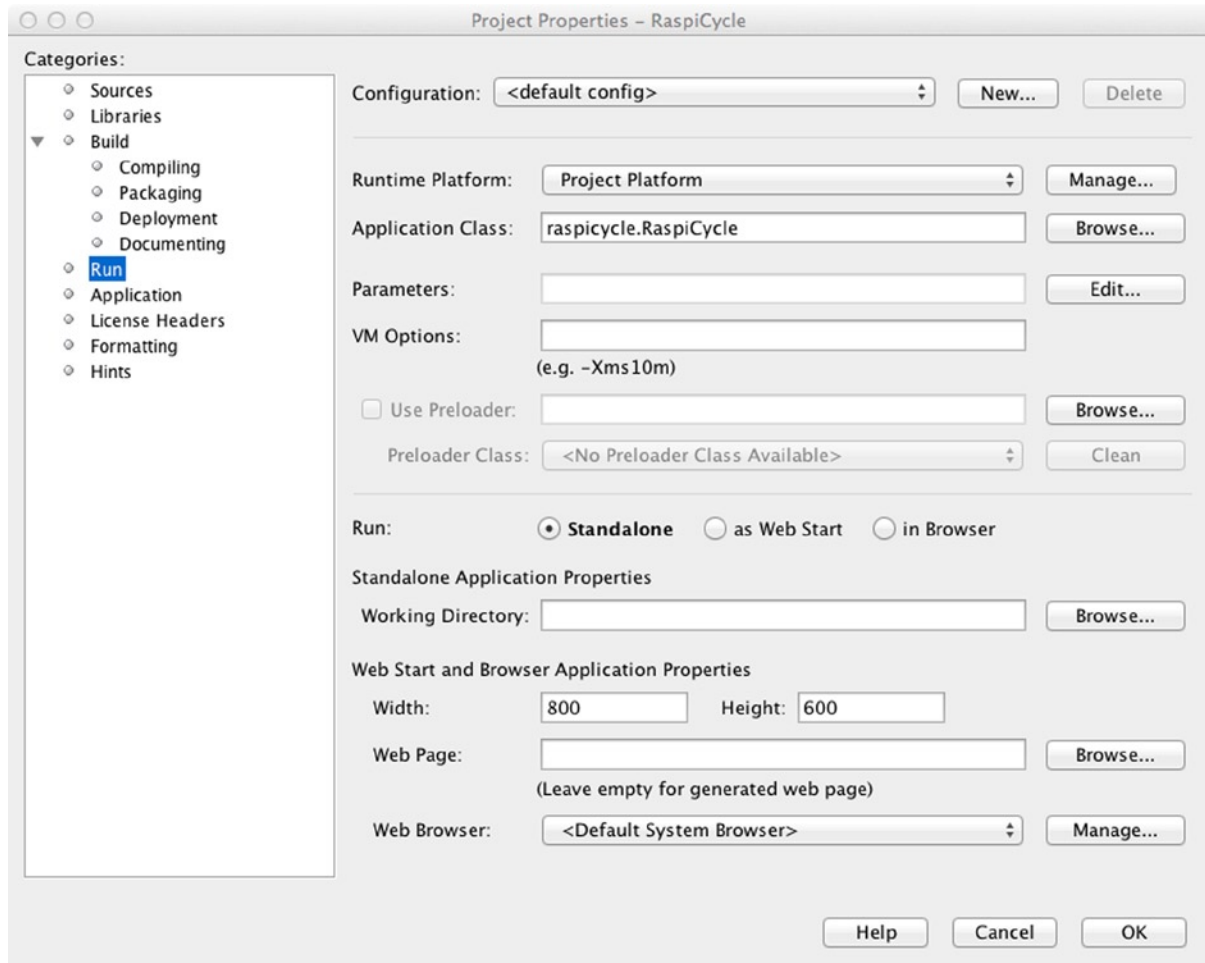 Project Properties – RaspiCycle
Categories:
Sources
Libraries
Build
Compiling
Packaging
Deployment
Documenting
Run
Application
License Headers
Formatting
Hints
Configuration: <default config> New... Delete
Runtime Platform: Project Platform Manage...
Application Class: raspicycle.RaspiCycle Browse...
Parameters: Edit...
VM Options:
(e.g. -Xms10m)
Use Preloader: Browse...
Preloader Class: <No Preloader Class Available> Clean
Run: Standalone as Web Start in Browser
Standalone Application Properties
Working Directory: Browse...
Web Start and Browser Application Properties
Width: 800 Height: 600
Web Page: Browse...
(Leave empty for generated web page)
Web Browser: <Default System Browser> Manage...
Help Cancel OK